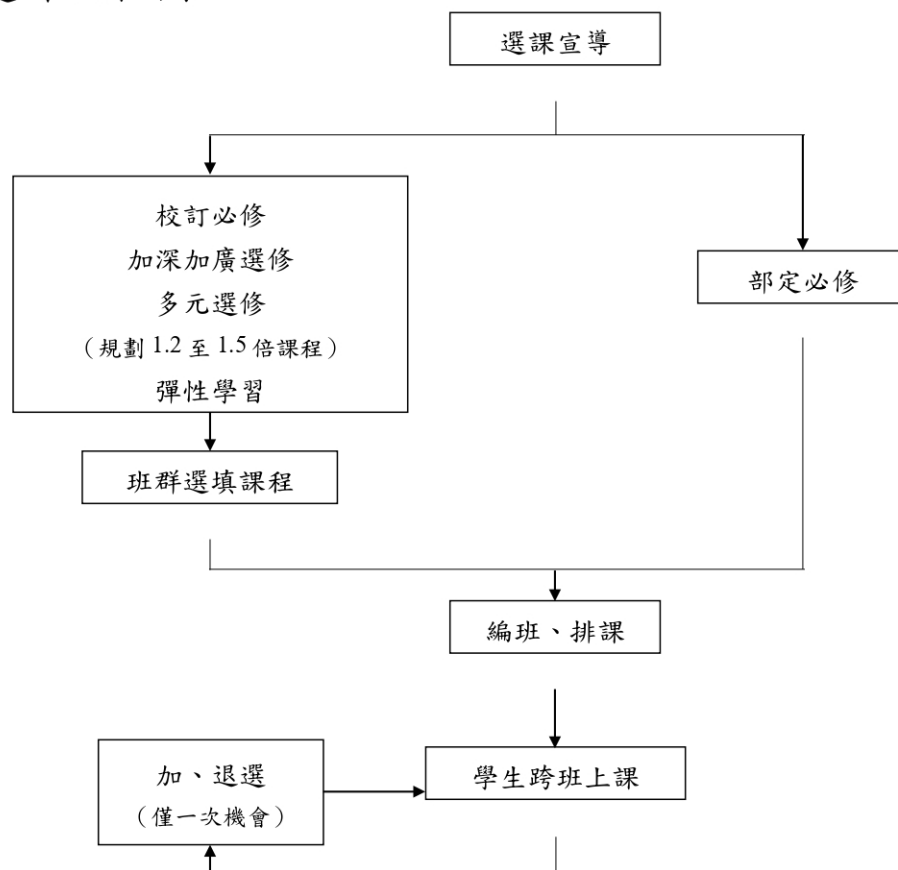 選課宣導
校訂必修
加深加廣選修
多元選修
（規劃 1.2 至 1.5 倍課程）
彈性學習
部定必修
班群選填課程
編班、排課
加、退選
（僅一次機會）
學生跨班上課